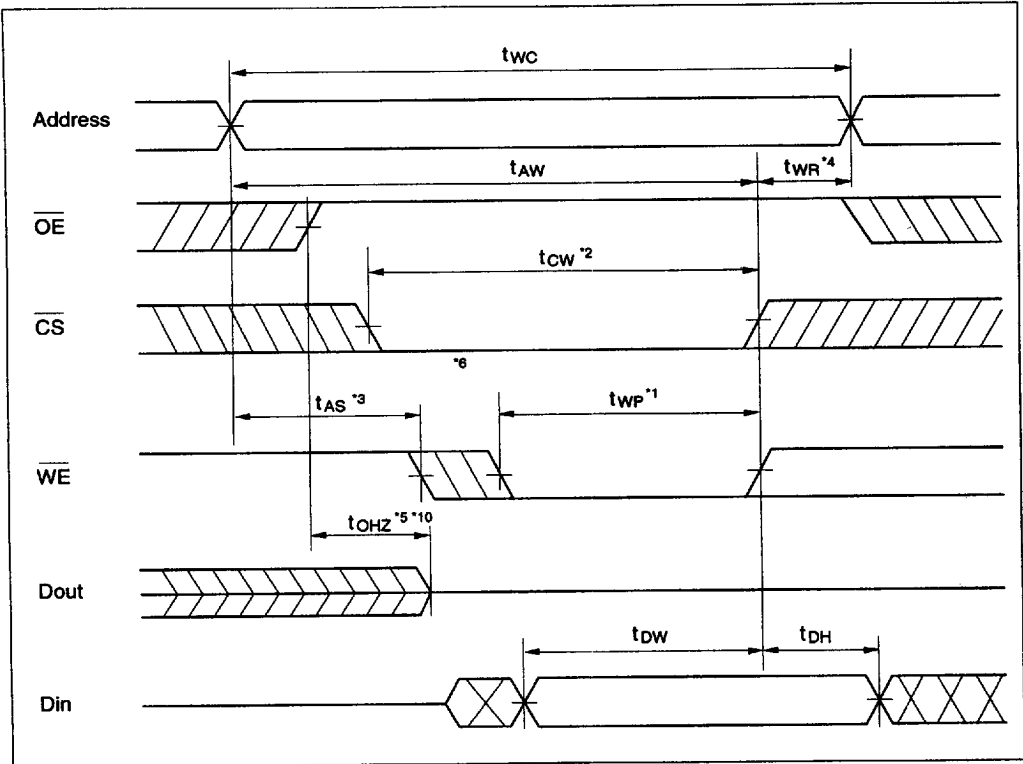 tWC
Address
tAW
tWR*4
OE
tCW*2
CS
*6
tAS*3
tWP*1
WE
tOHZ*5 *10
Dout
tDW
tDH
Din